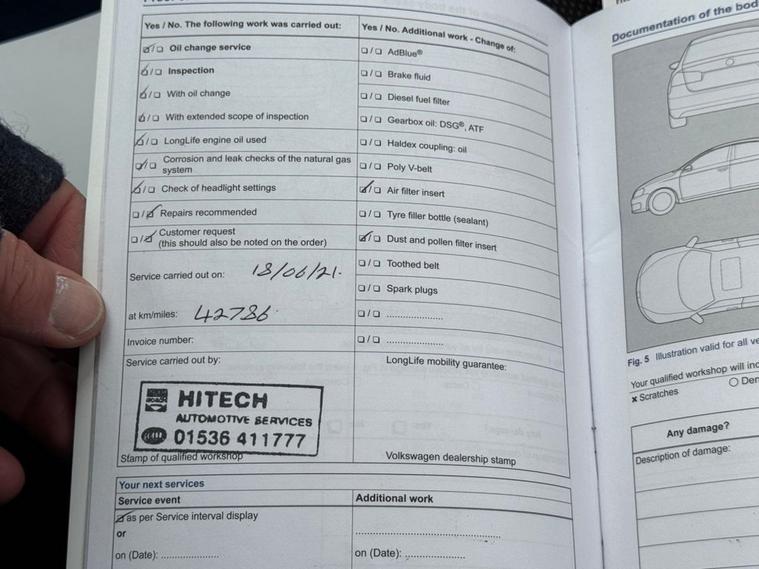 Yes / No. The following work was carried out:
Yes / No. Additional work - Change of:
☑/☐ Oil change service
☐/☐ AdBlue®
☑/☐ Inspection
☐/☐ Brake fluid
☑/☐ With oil change
☐/☐ Diesel fuel filter
☑/☐ With extended scope of inspection
☐/☐ Gearbox oil: DSG®, ATF
☑/☐ LongLife engine oil used
☐/☐ Haldex coupling: oil
☑/☐ Corrosion and leak checks of the natural gas
system
☐/☐ Poly V-belt
☑/☐ Check of headlight settings
☑/☐ Air filter insert
☐/☑ Repairs recommended
☐/☐ Tyre filler bottle (sealant)
☐/☑ Customer request
(this should also be noted on the order)
☑/☐ Dust and pollen filter insert
☐/☐ Toothed belt
Service carried out on: 18/06/21.
☐/☐ Spark plugs
at km/miles: 42786
☐/☐ ......................
Invoice number:
☐/☐ ......................
Service carried out by:
LongLife mobility guarantee:
HITECH
AUTOMOTIVE SERVICES
01536 411777
Stamp of qualified workshop
Volkswagen dealership stamp
Your next services
Service event
Additional work
☑ as per Service interval display
or
on (Date): ......................
on (Date): ......................
Documentation of the bod
Fig. 5 Illustration valid for all ve
Your qualified workshop will ind
x Scratches
O Den
Any damage?
Description of damage: